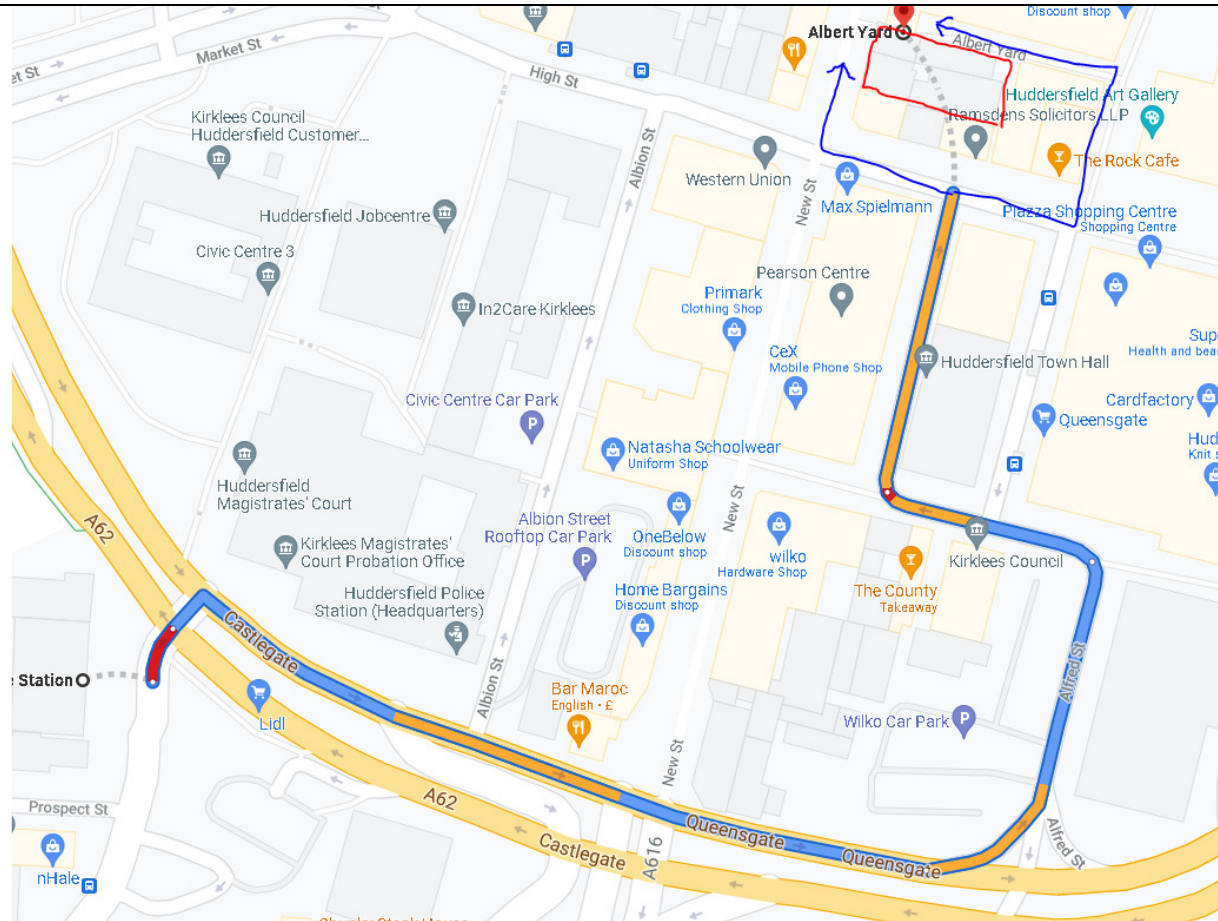 Discount shop
Albert Yard
Albert Yard
Market St
et St
High St
Huddersfield Art Gallery
Ramsdens Solicitors LLP
Kirklees Council
Huddersfield Customer...
The Rock Cafe
Albion St
Western Union
New St
Max Spielmann
Plazza Shopping Centre
Shopping Centre
Huddersfield Jobcentre
Civic Centre 3
Pearson Centre
In2Care Kirklees
Primark
Clothing Shop
CeX
Mobile Phone Shop
Huddersfield Town Hall
Sup
Health and bea
Civic Centre Car Park
P
Cardfactory
Queensgate
Natasha Schoolwear
Uniform Shop
Hud
Knit s
Huddersfield
Magistrates' Court
New St
A62
Albion Street
Rooftop Car Park
P
OneBelow
Discount shop
wilko
Hardware Shop
Kirklees Magistrates'
Court Probation Office
Kirklees Council
Huddersfield Police
Station (Headquarters)
Home Bargains
Discount shop
The County
Takeaway
Castlegate
e Station
Albion St
Alfred St
Bar Maroc
English • £
Lidl
Wilko Car Park
P
New St
A62
Prospect St
Queensgate
Queensgate
Alfred St
A616
Castlegate
nHale